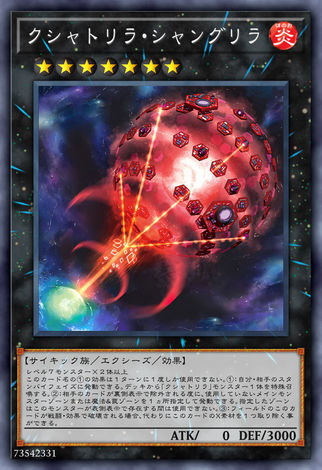 クシャトリラ・シャングリラ
炎
【サイキック族／エクシーズ／効果】
レベル７モンスター×２体以上
このカード名の①の効果は１ターンに１度しか使用できない。①：自分・相手のスタ
ンバイフェイズに発動できる。デッキから「クシャトリラ」モンスター１体を特殊召
喚する。②：相手のカードが裏側表示で除外される度に、使用していないメインモン
スターゾーンまたは魔法＆罠ゾーンを１ヵ所指定して発動できる。指定したゾーン
はこのモンスターが表側表示で存在する間は使用できない。③：フィールドのこのカ
ードが戦闘・効果で破壊される場合、代わりにこのカードのX素材を１つ取り除く事
ができる。
ATK/ 0 DEF/3000
73542331